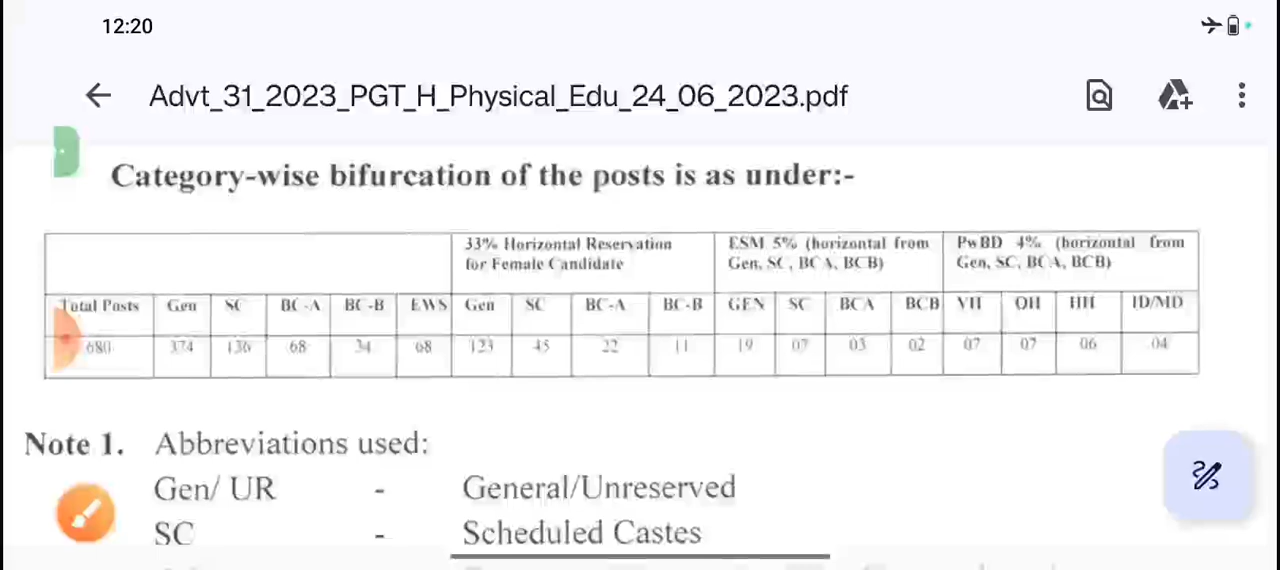 12:20
Advt_31_2023_PGT_H_Physical_Edu_24_06_2023.pdf
Category-wise bifurcation of the posts is as under:-
33% Horizontal Reservation for Female Candidate ESM 5% (horizontal from Gen, SC, BCA, BCB) PwBD 4% (horizontal from Gen, SC, BCA, BCB)
Total Posts Gen SC BC-A BC-B EWS Gen SC BC-A BC-B GEN SC BCA BCB VH OH HH ID/MD
680 374 136 68 34 68 123 45 22 11 19 07 03 02 07 07 06 04
Note 1. Abbreviations used:
Gen/ UR - General/Unreserved
SC - Scheduled Castes